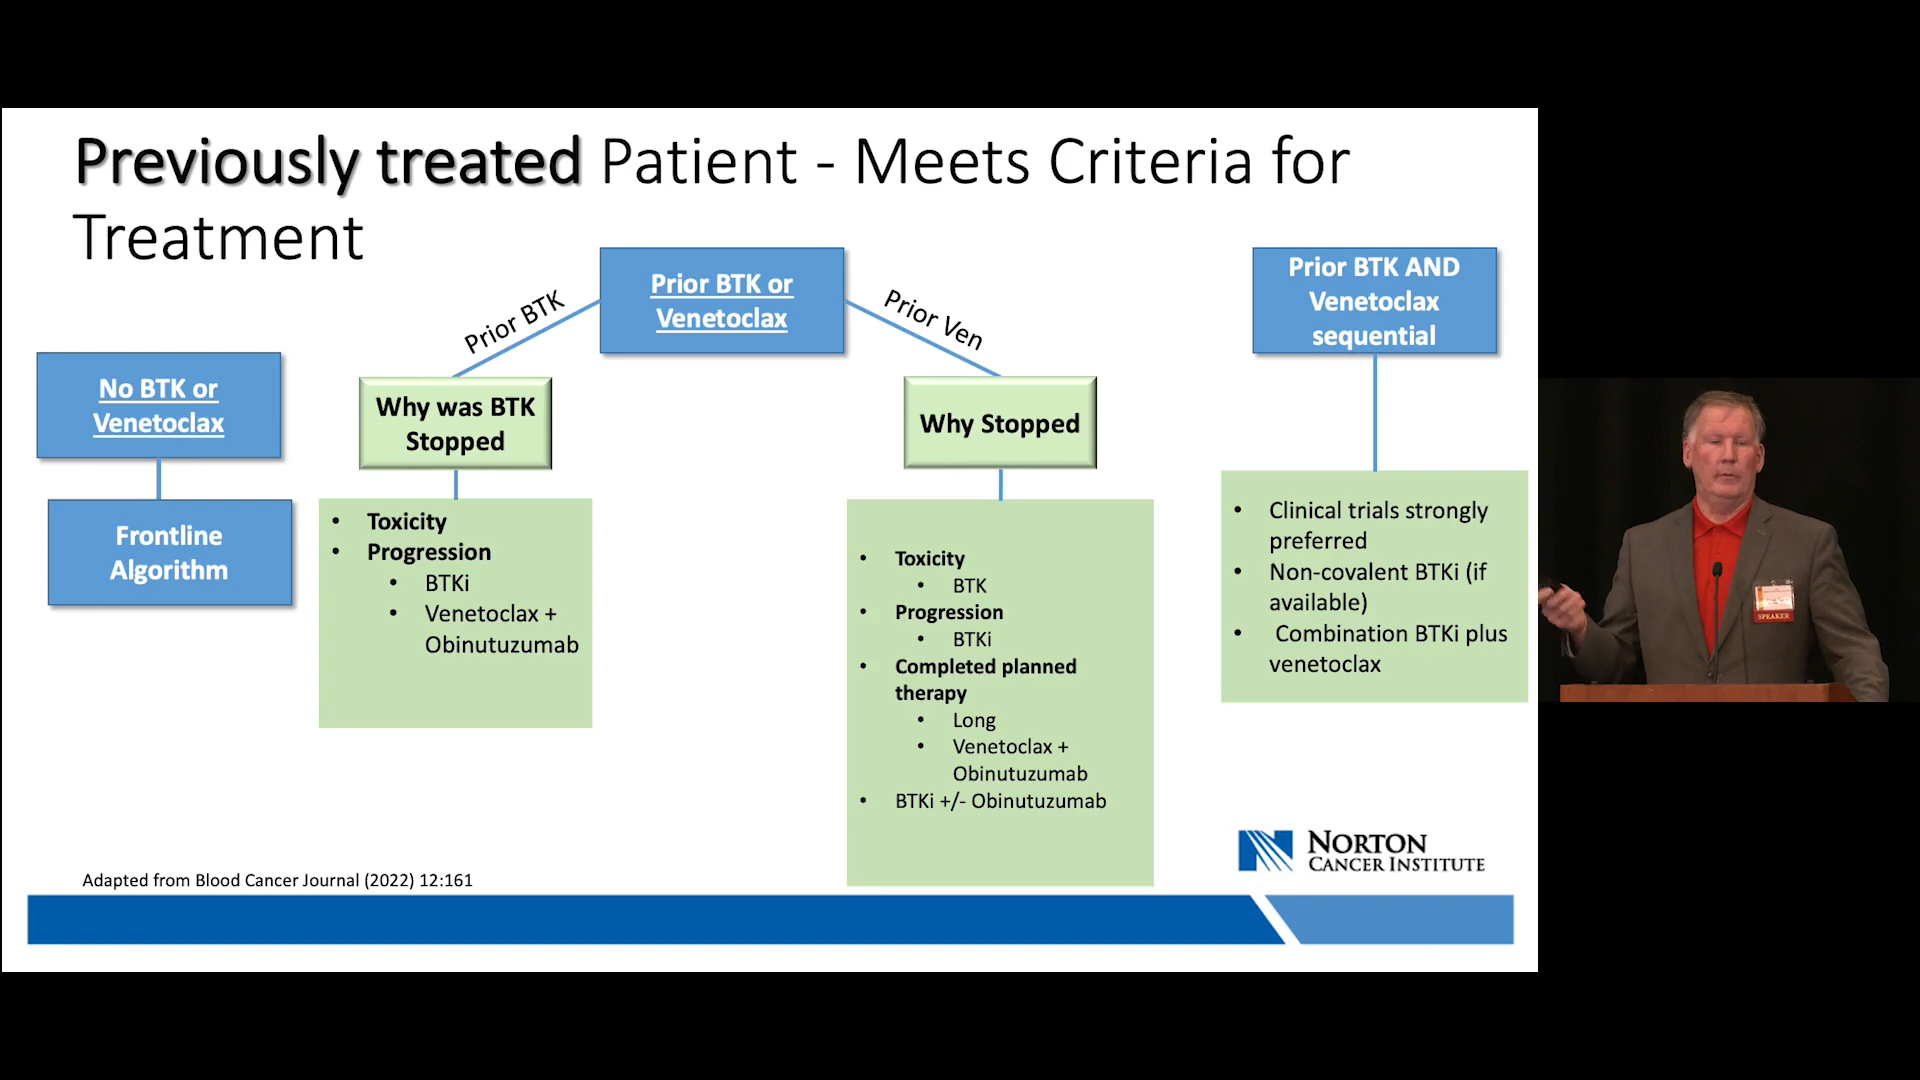 Previously treated Patient - Meets Criteria for
Treatment
No BTK or
Venetoclax
Frontline
Algorithm
Prior BTK or
Venetoclax
Prior BTK
Why was BTK
Stopped
• Toxicity
• Progression
• BTKi
• Venetoclax +
Obinutuzumab
Prior Ven
Why Stopped
• Toxicity
• BTK
• Progression
• BTKi
• Completed planned
therapy
• Long
• Venetoclax +
Obinutuzumab
• BTKi +/- Obinutuzumab
Prior BTK AND
Venetoclax
sequential
• Clinical trials strongly
preferred
• Non-covalent BTKi (if
available)
• Combination BTKi plus
venetoclax
Adapted from Blood Cancer Journal (2022) 12:161
NORTON
CANCER INSTITUTE
SPEAKER